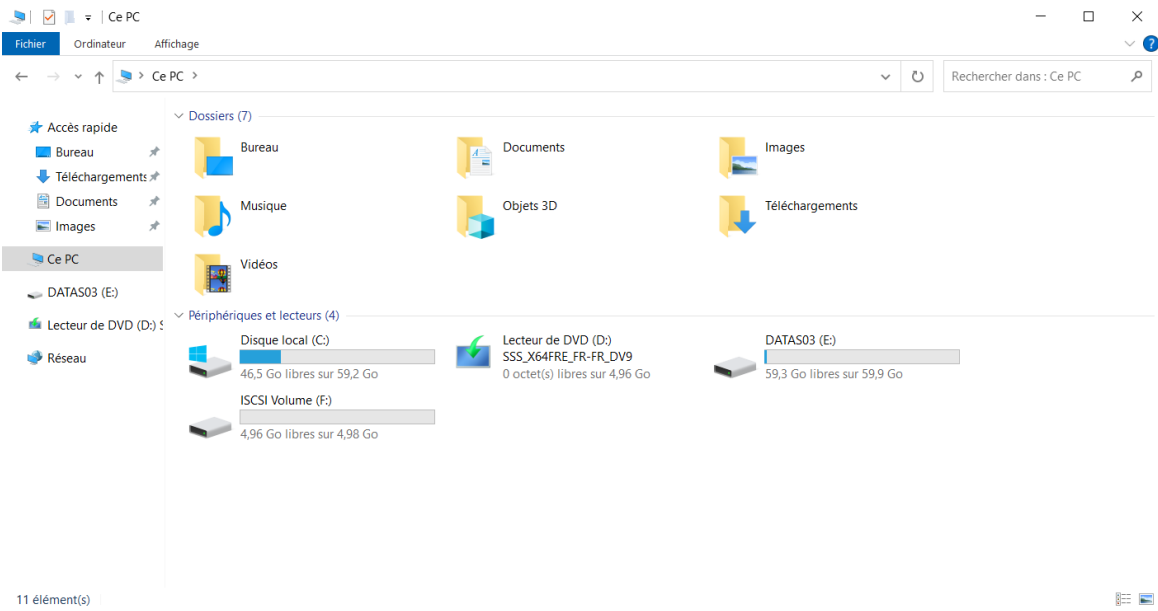 Ce PC
Fichier Ordinateur Affichage
Ce PC
Rechercher dans : Ce PC
Accès rapide
Bureau
Téléchargements
Documents
Images
Ce PC
DATAS03 (E:)
Lecteur de DVD (D:) S
Réseau
Dossiers (7)
Bureau
Documents
Images
Musique
Objets 3D
Téléchargements
Vidéos
Périphériques et lecteurs (4)
Disque local (C:)
46,5 Go libres sur 59,2 Go
Lecteur de DVD (D:)
SSS_X64FRE_FR-FR_DV9
0 octet(s) libres sur 4,96 Go
DATAS03 (E:)
59,3 Go libres sur 59,9 Go
ISCSI Volume (F:)
4,96 Go libres sur 4,98 Go
11 élément(s)